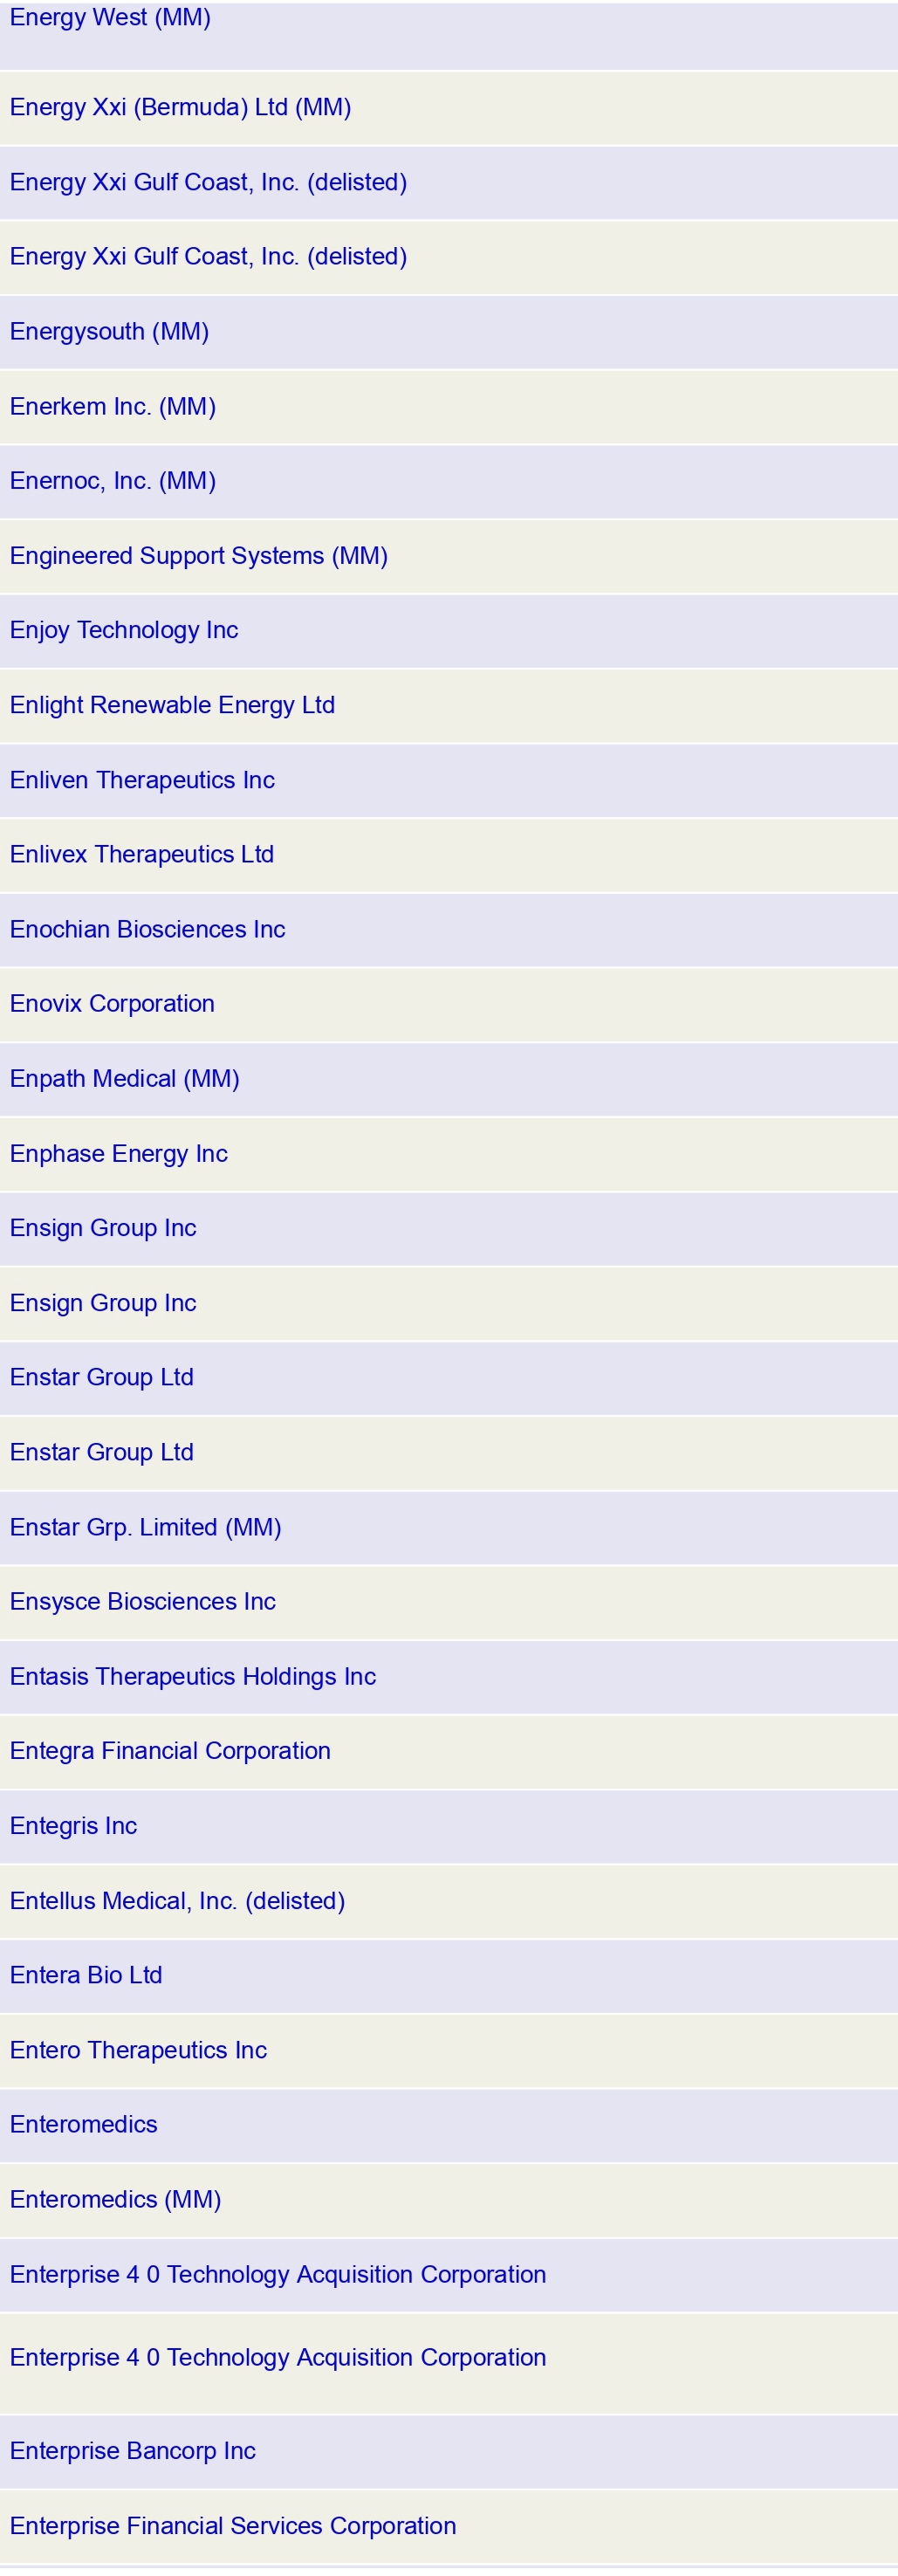 Energy West (MM)
Energy Xxi (Bermuda) Ltd (MM)
Energy Xxi Gulf Coast, Inc. (delisted)
Energy Xxi Gulf Coast, Inc. (delisted)
Energysouth (MM)
Enerkem Inc. (MM)
Enernoc, Inc. (MM)
Engineered Support Systems (MM)
Enjoy Technology Inc
Enlight Renewable Energy Ltd
Enliven Therapeutics Inc
Enlivex Therapeutics Ltd
Enochian Biosciences Inc
Enovix Corporation
Enpath Medical (MM)
Enphase Energy Inc
Ensign Group Inc
Ensign Group Inc
Enstar Group Ltd
Enstar Group Ltd
Enstar Grp. Limited (MM)
Ensysce Biosciences Inc
Entasis Therapeutics Holdings Inc
Entegra Financial Corporation
Entegris Inc
Entellus Medical, Inc. (delisted)
Entera Bio Ltd
Entero Therapeutics Inc
Enteromedics
Enteromedics (MM)
Enterprise 4 0 Technology Acquisition Corporation
Enterprise 4 0 Technology Acquisition Corporation
Enterprise Bancorp Inc
Enterprise Financial Services Corporation